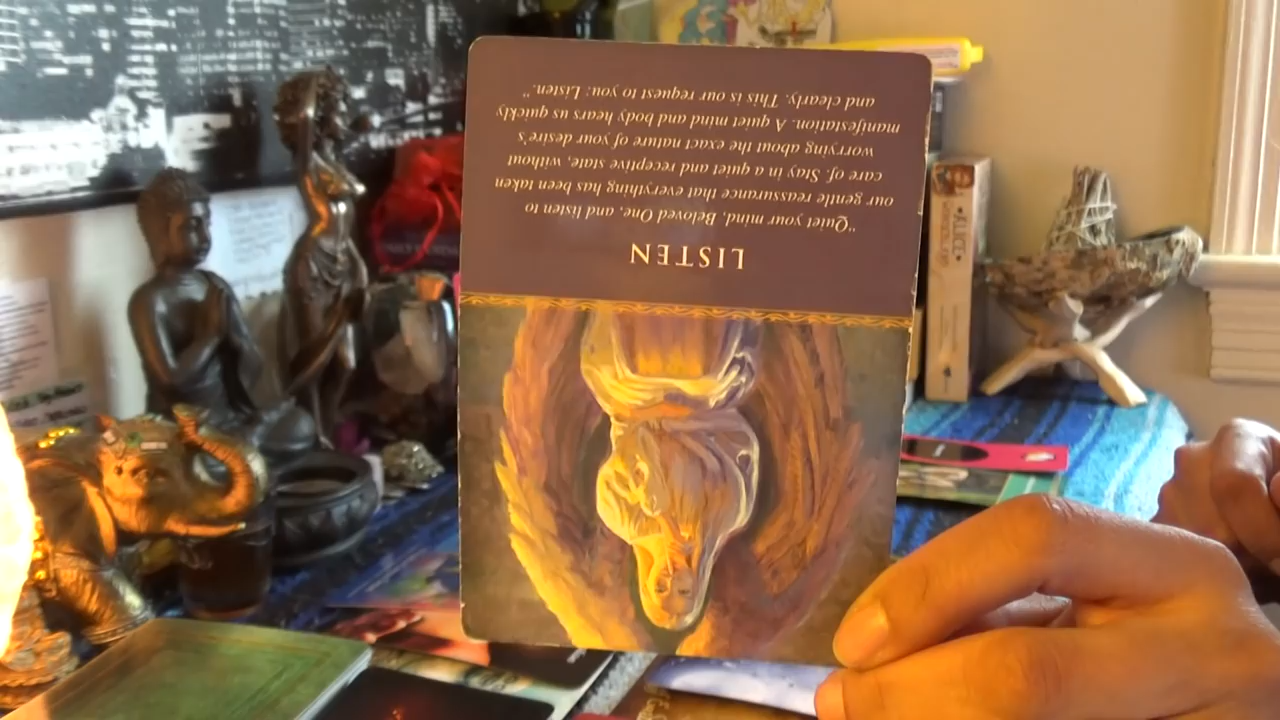 LISTEN
"Quiet your mind, Beloved One, and listen to
our gentle reassurance that everything has been taken
care of. Stay in a quiet and receptive state, without
worrying about the exact nature of your desire's
manifestation. A quiet mind and body hears us quickly
and clearly. This is our request to you: Listen."
ALICE